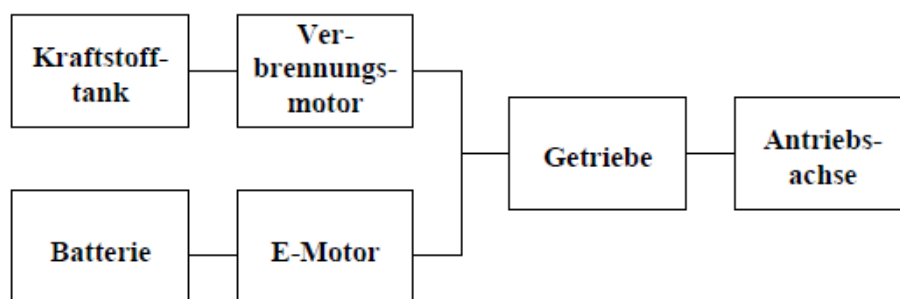 Kraftstoff-
tank
Ver-
brennungs-
motor
Getriebe
Antriebs-
achse
Batterie
E-Motor